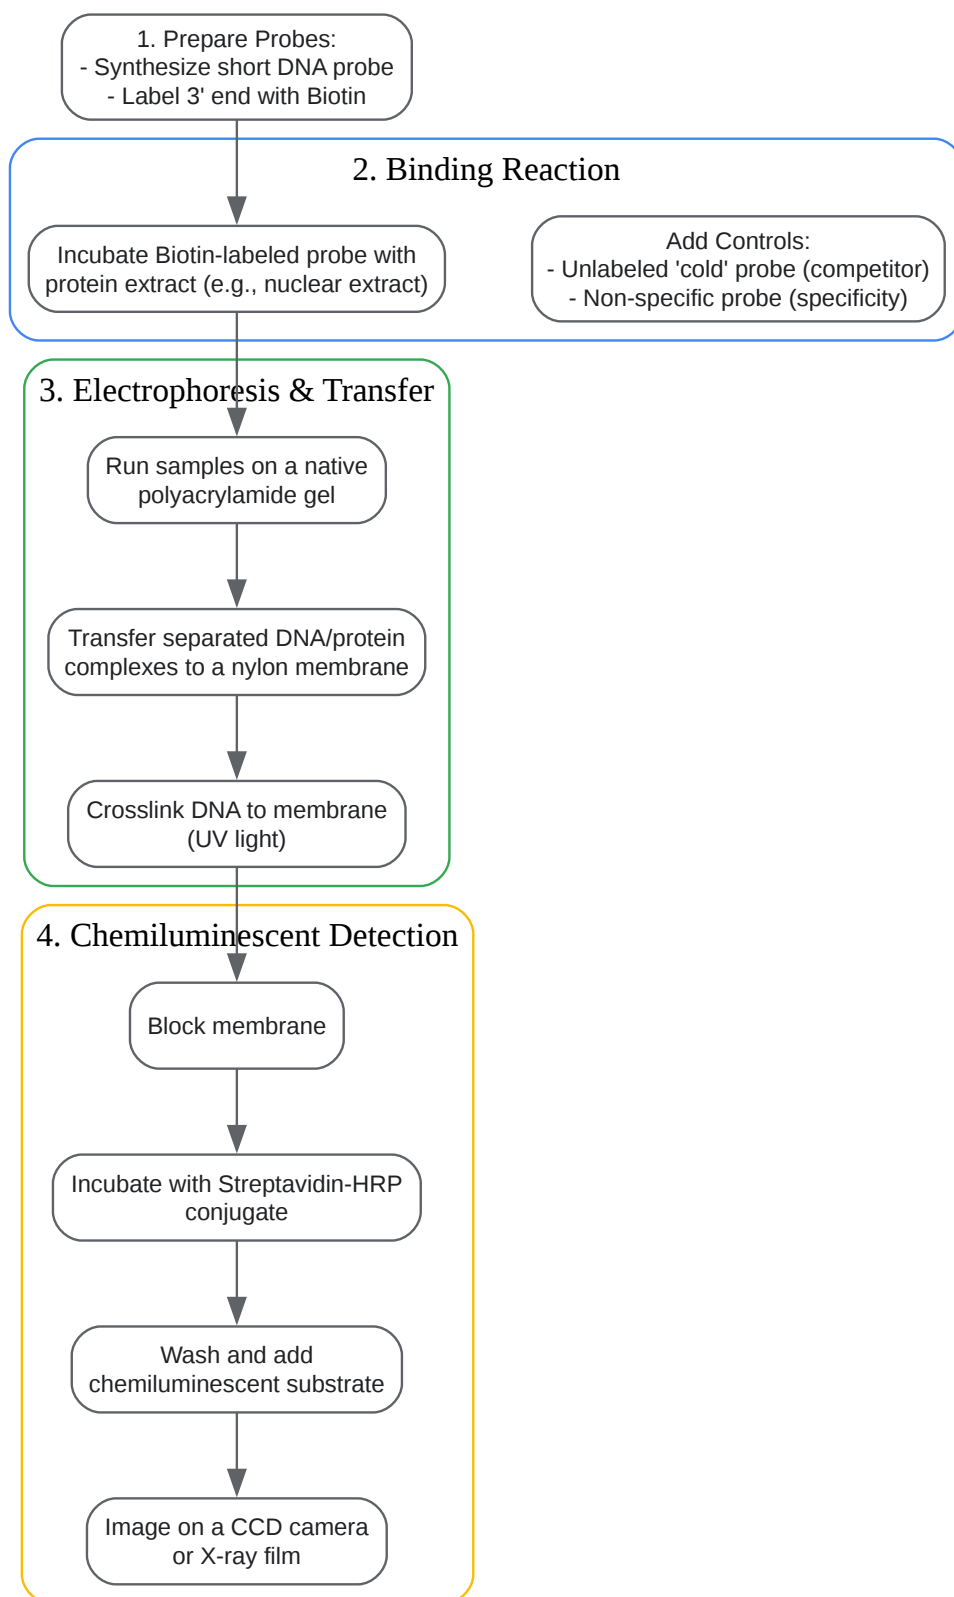 1. Prepare Probes:
- Synthesize short DNA probe
- Label 3' end with Biotin
2. Binding Reaction
Incubate Biotin-labeled probe with
protein extract (e.g., nuclear extract)
Add Controls:
- Unlabeled 'cold' probe (competitor)
- Non-specific probe (specificity)
3. Electrophoresis & Transfer
Run samples on a native
polyacrylamide gel
Transfer separated DNA/protein
complexes to a nylon membrane
Crosslink DNA to membrane
(UV light)
4. Chemiluminescent Detection
Block membrane
Incubate with Streptavidin-HRP
conjugate
Wash and add
chemiluminescent substrate
Image on a CCD camera
or X-ray film